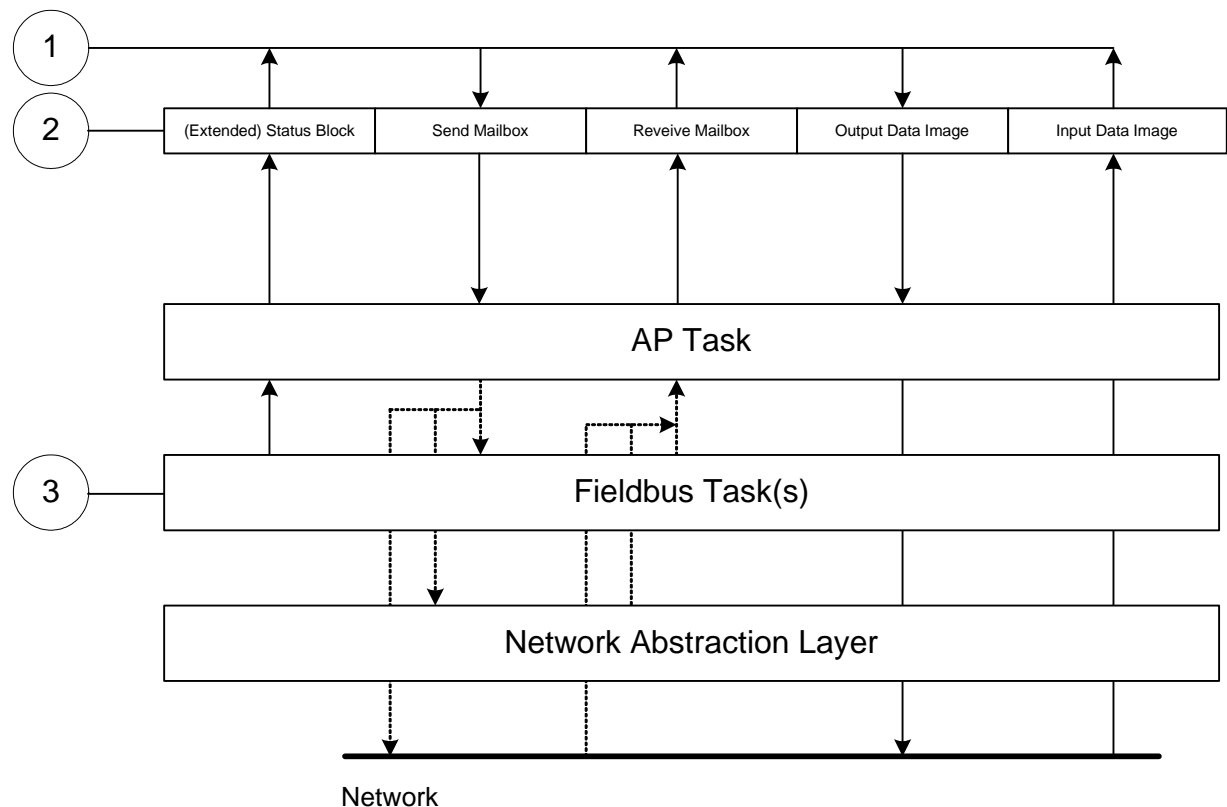 1
2
(Extended) Status Block
Send Mailbox
Reveive Mailbox
Output Data Image
Input Data Image
AP Task
3
Fieldbus Task(s)
Network Abstraction Layer
Network